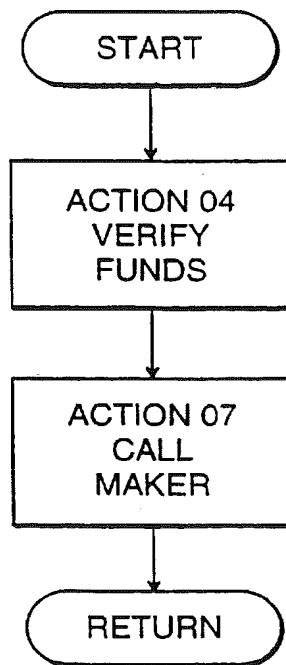 START
ACTION 04
VERIFY
FUNDS
ACTION 07
CALL
MAKER
RETURN